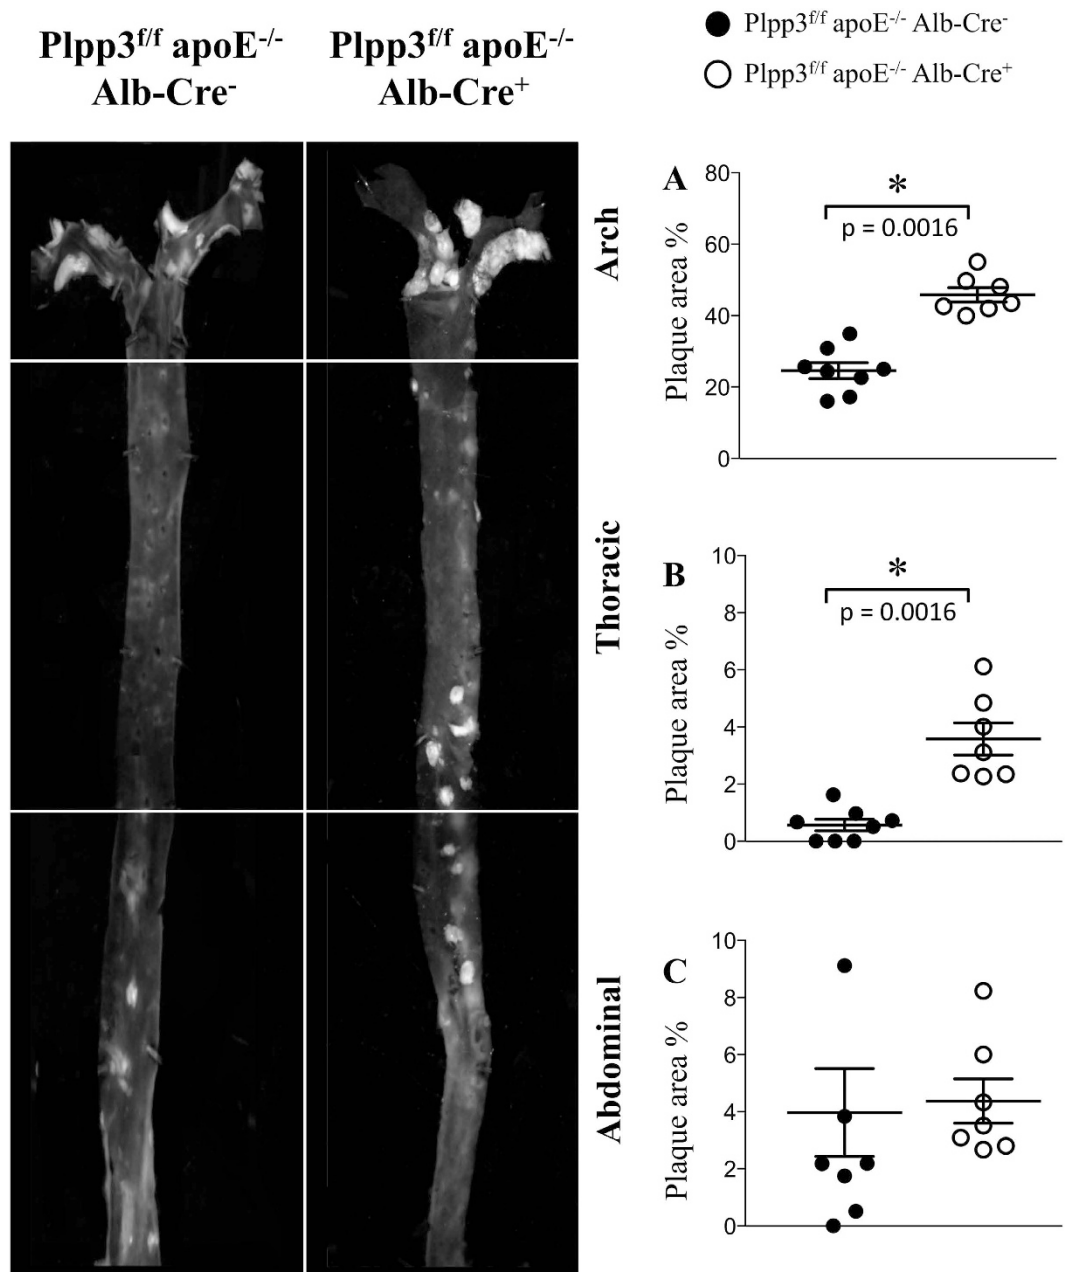 Plpp3f/f apoE-/-
Alb-Cre-
Plpp3f/f apoE-/-
Alb-Cre+
Plpp3f/f apoE-/- Alb-Cre-
Plpp3f/f apoE-/- Alb-Cre+
Arch
Thoracic
Abdominal
A
Plaque area %
80
60
40
20
0
*
p = 0.0016
B
Plaque area %
10
8
6
4
2
0
*
p = 0.0016
C
Plaque area %
10
8
6
4
2
0